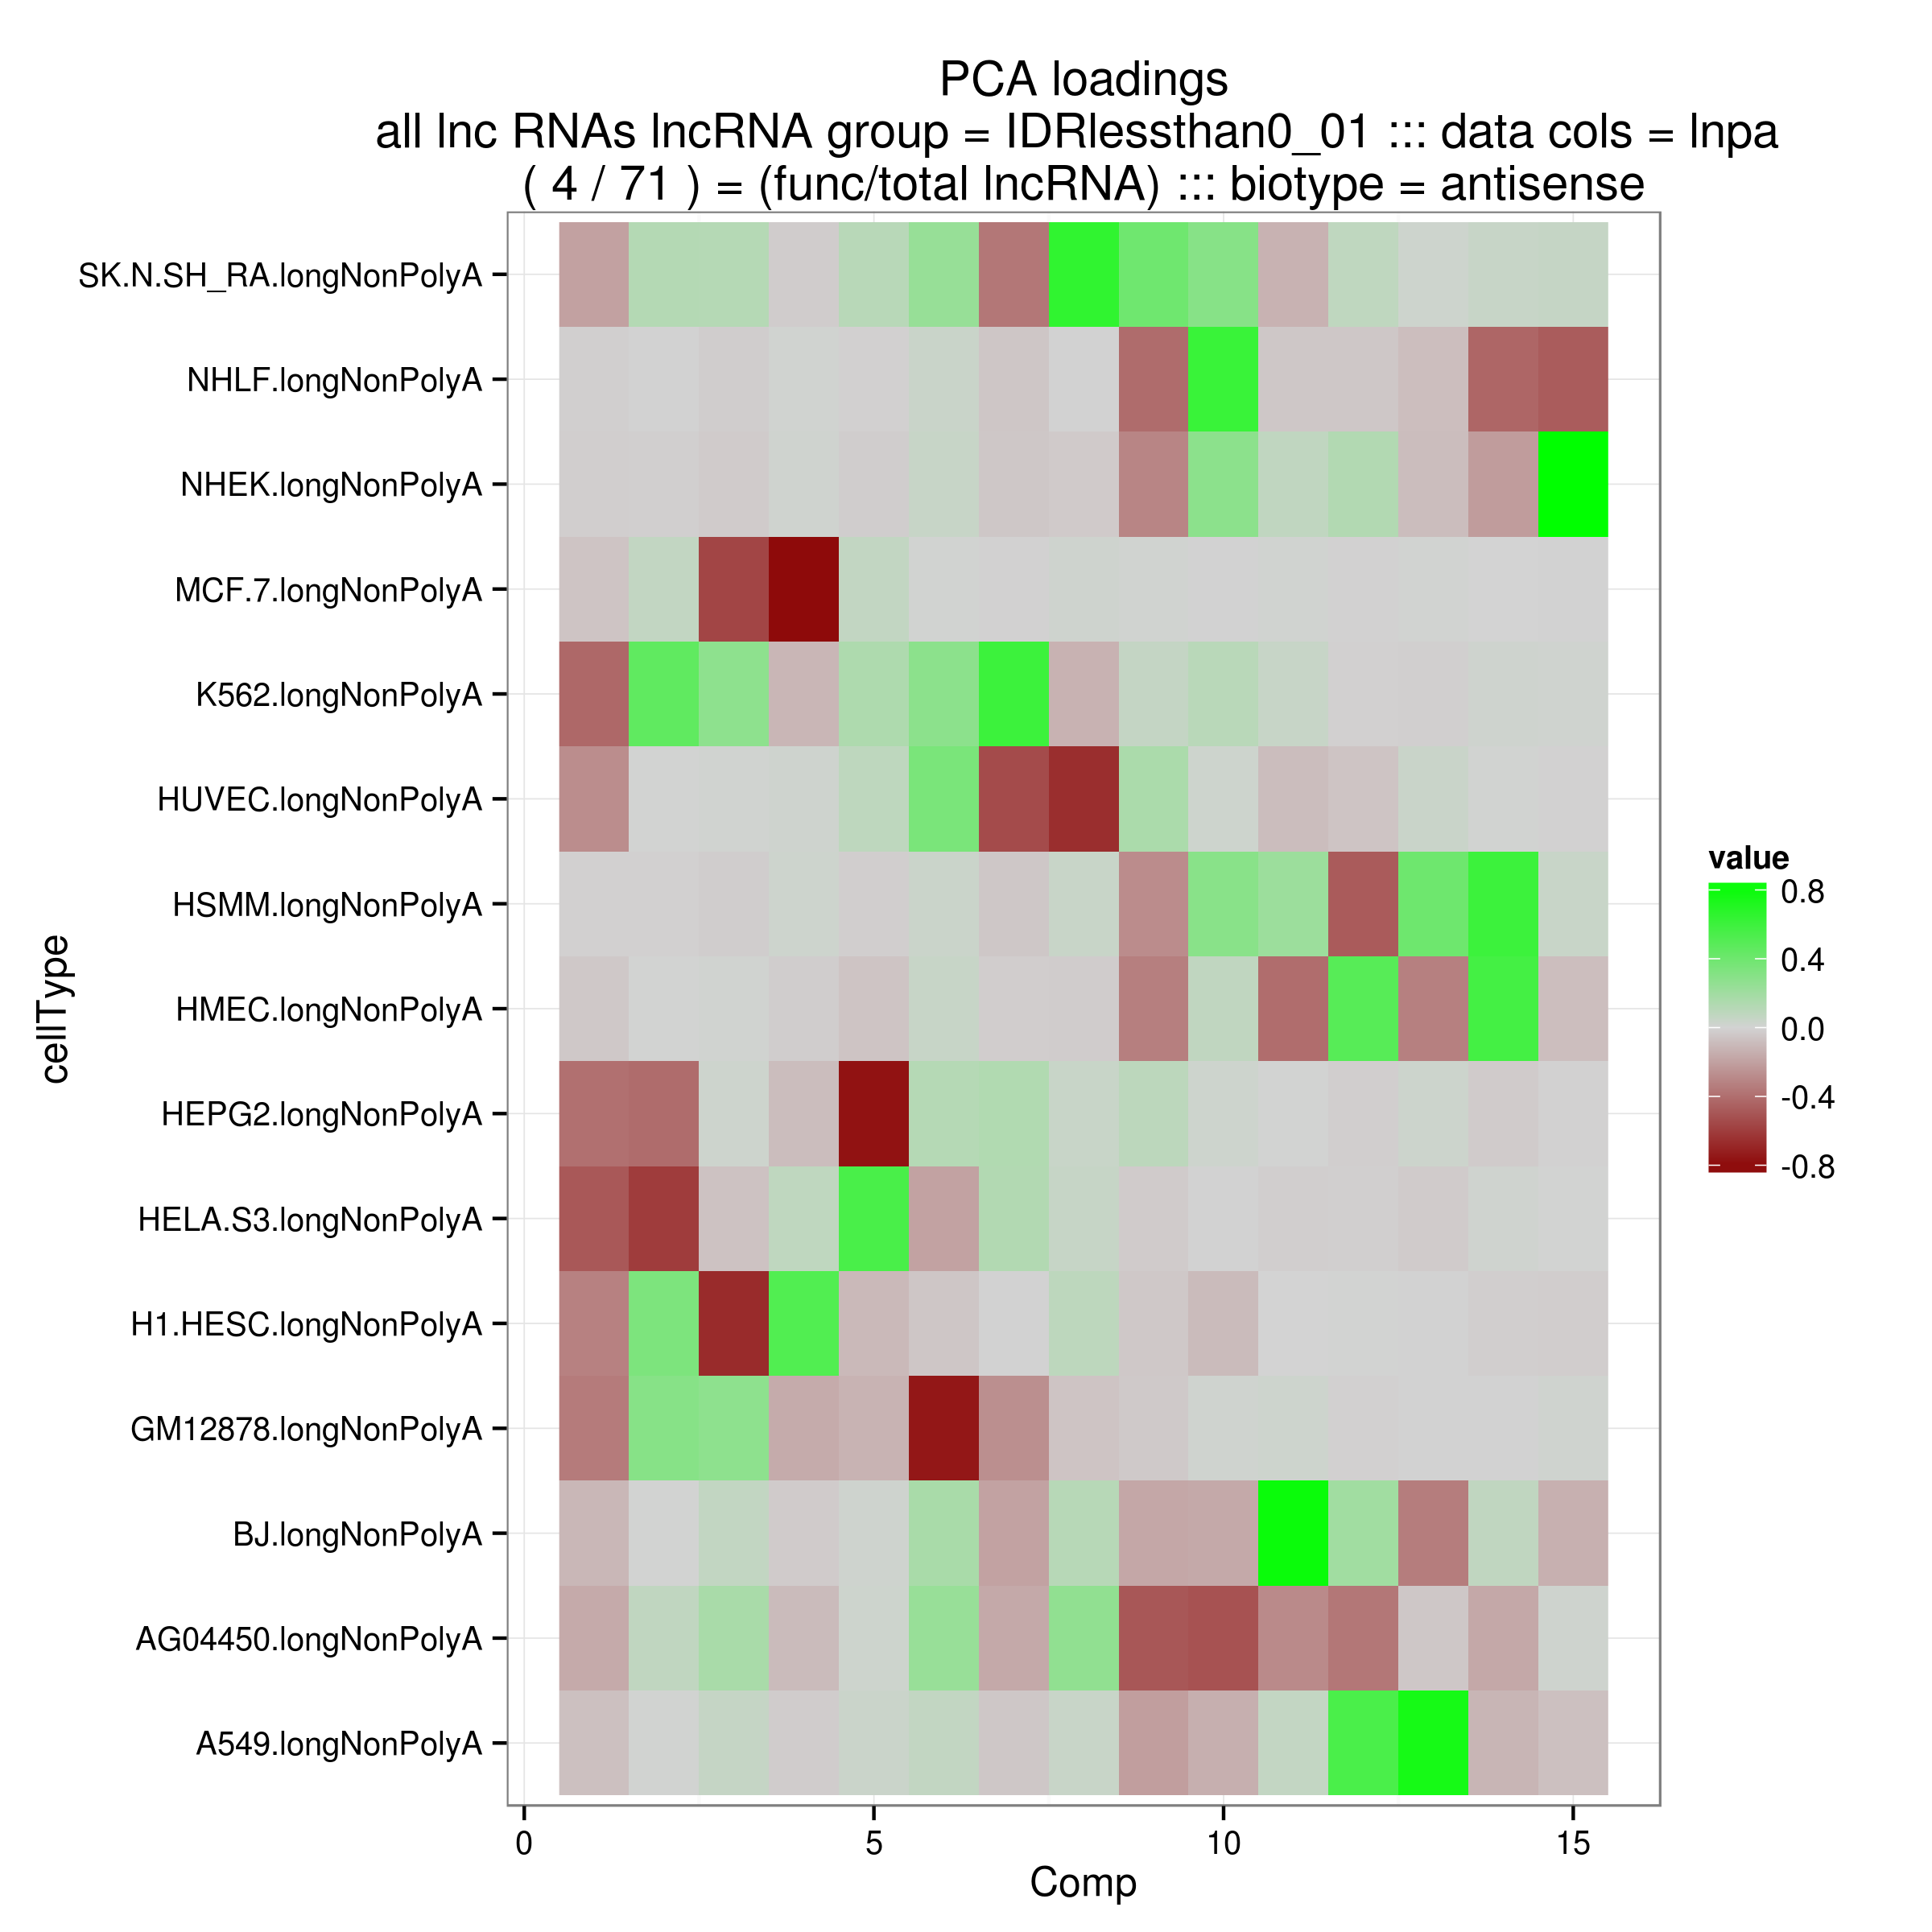 PCA loadings
all lnc RNAs lncRNA group = IDRlessthan0_01 ::: data cols = lnpa
( 4 / 71 ) = (func/total lncRNA) ::: biotype = antisense
SK.N.SH_RA.longNonPolyA
NHLF.longNonPolyA
NHEK.longNonPolyA
MCF.7.longNonPolyA
K562.longNonPolyA
HUVEC.longNonPolyA
HSMM.longNonPolyA
HMEC.longNonPolyA
HEPG2.longNonPolyA
HELA.S3.longNonPolyA
H1.HESC.longNonPolyA
GM12878.longNonPolyA
BJ.longNonPolyA
AG04450.longNonPolyA
A549.longNonPolyA
cellType
0 5 10 15
Comp
value
0.8
0.4
0.0
-0.4
-0.8